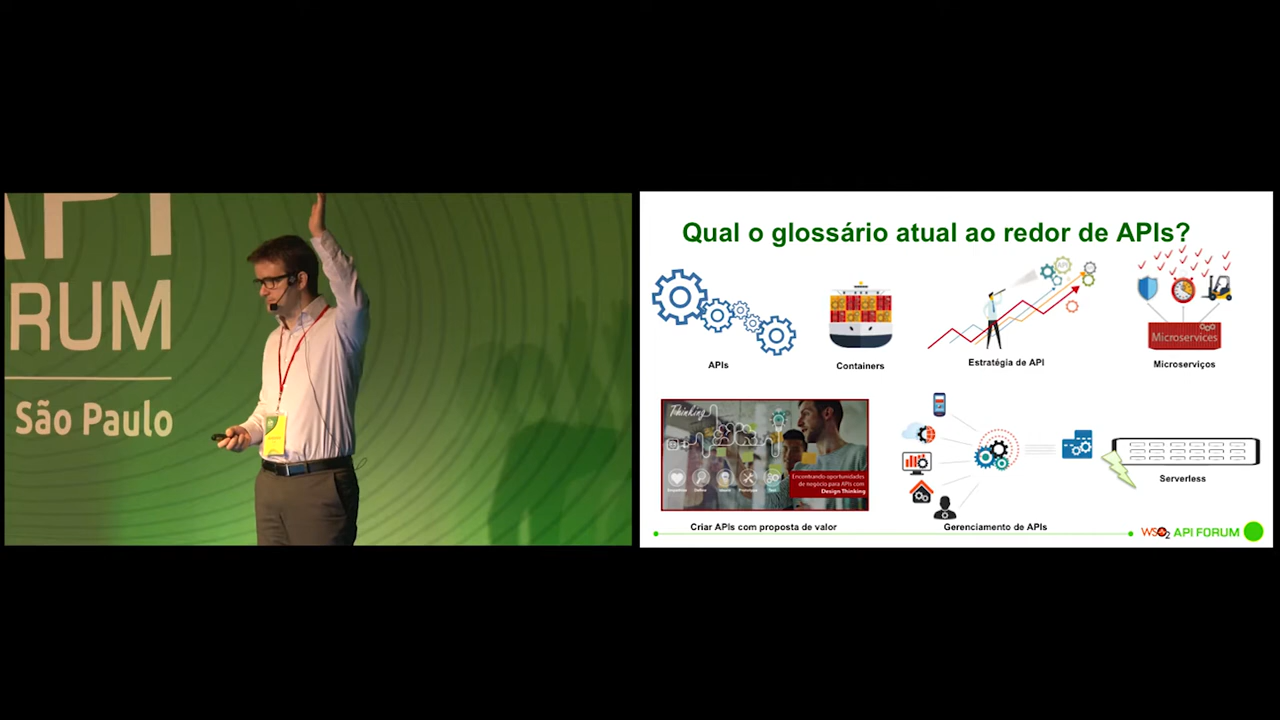 API
RUM
São Paulo
Qual o glossário atual ao redor de APIs?
API
Microservices
APIs
Containers
Estratégia de API
Microserviços
Thinking
Encontrando oportunidades
de negócio para APIs com
Design Thinking
Serverless
Criar APIs com proposta de valor
Gerenciamento de APIs
WSO2 API FORUM